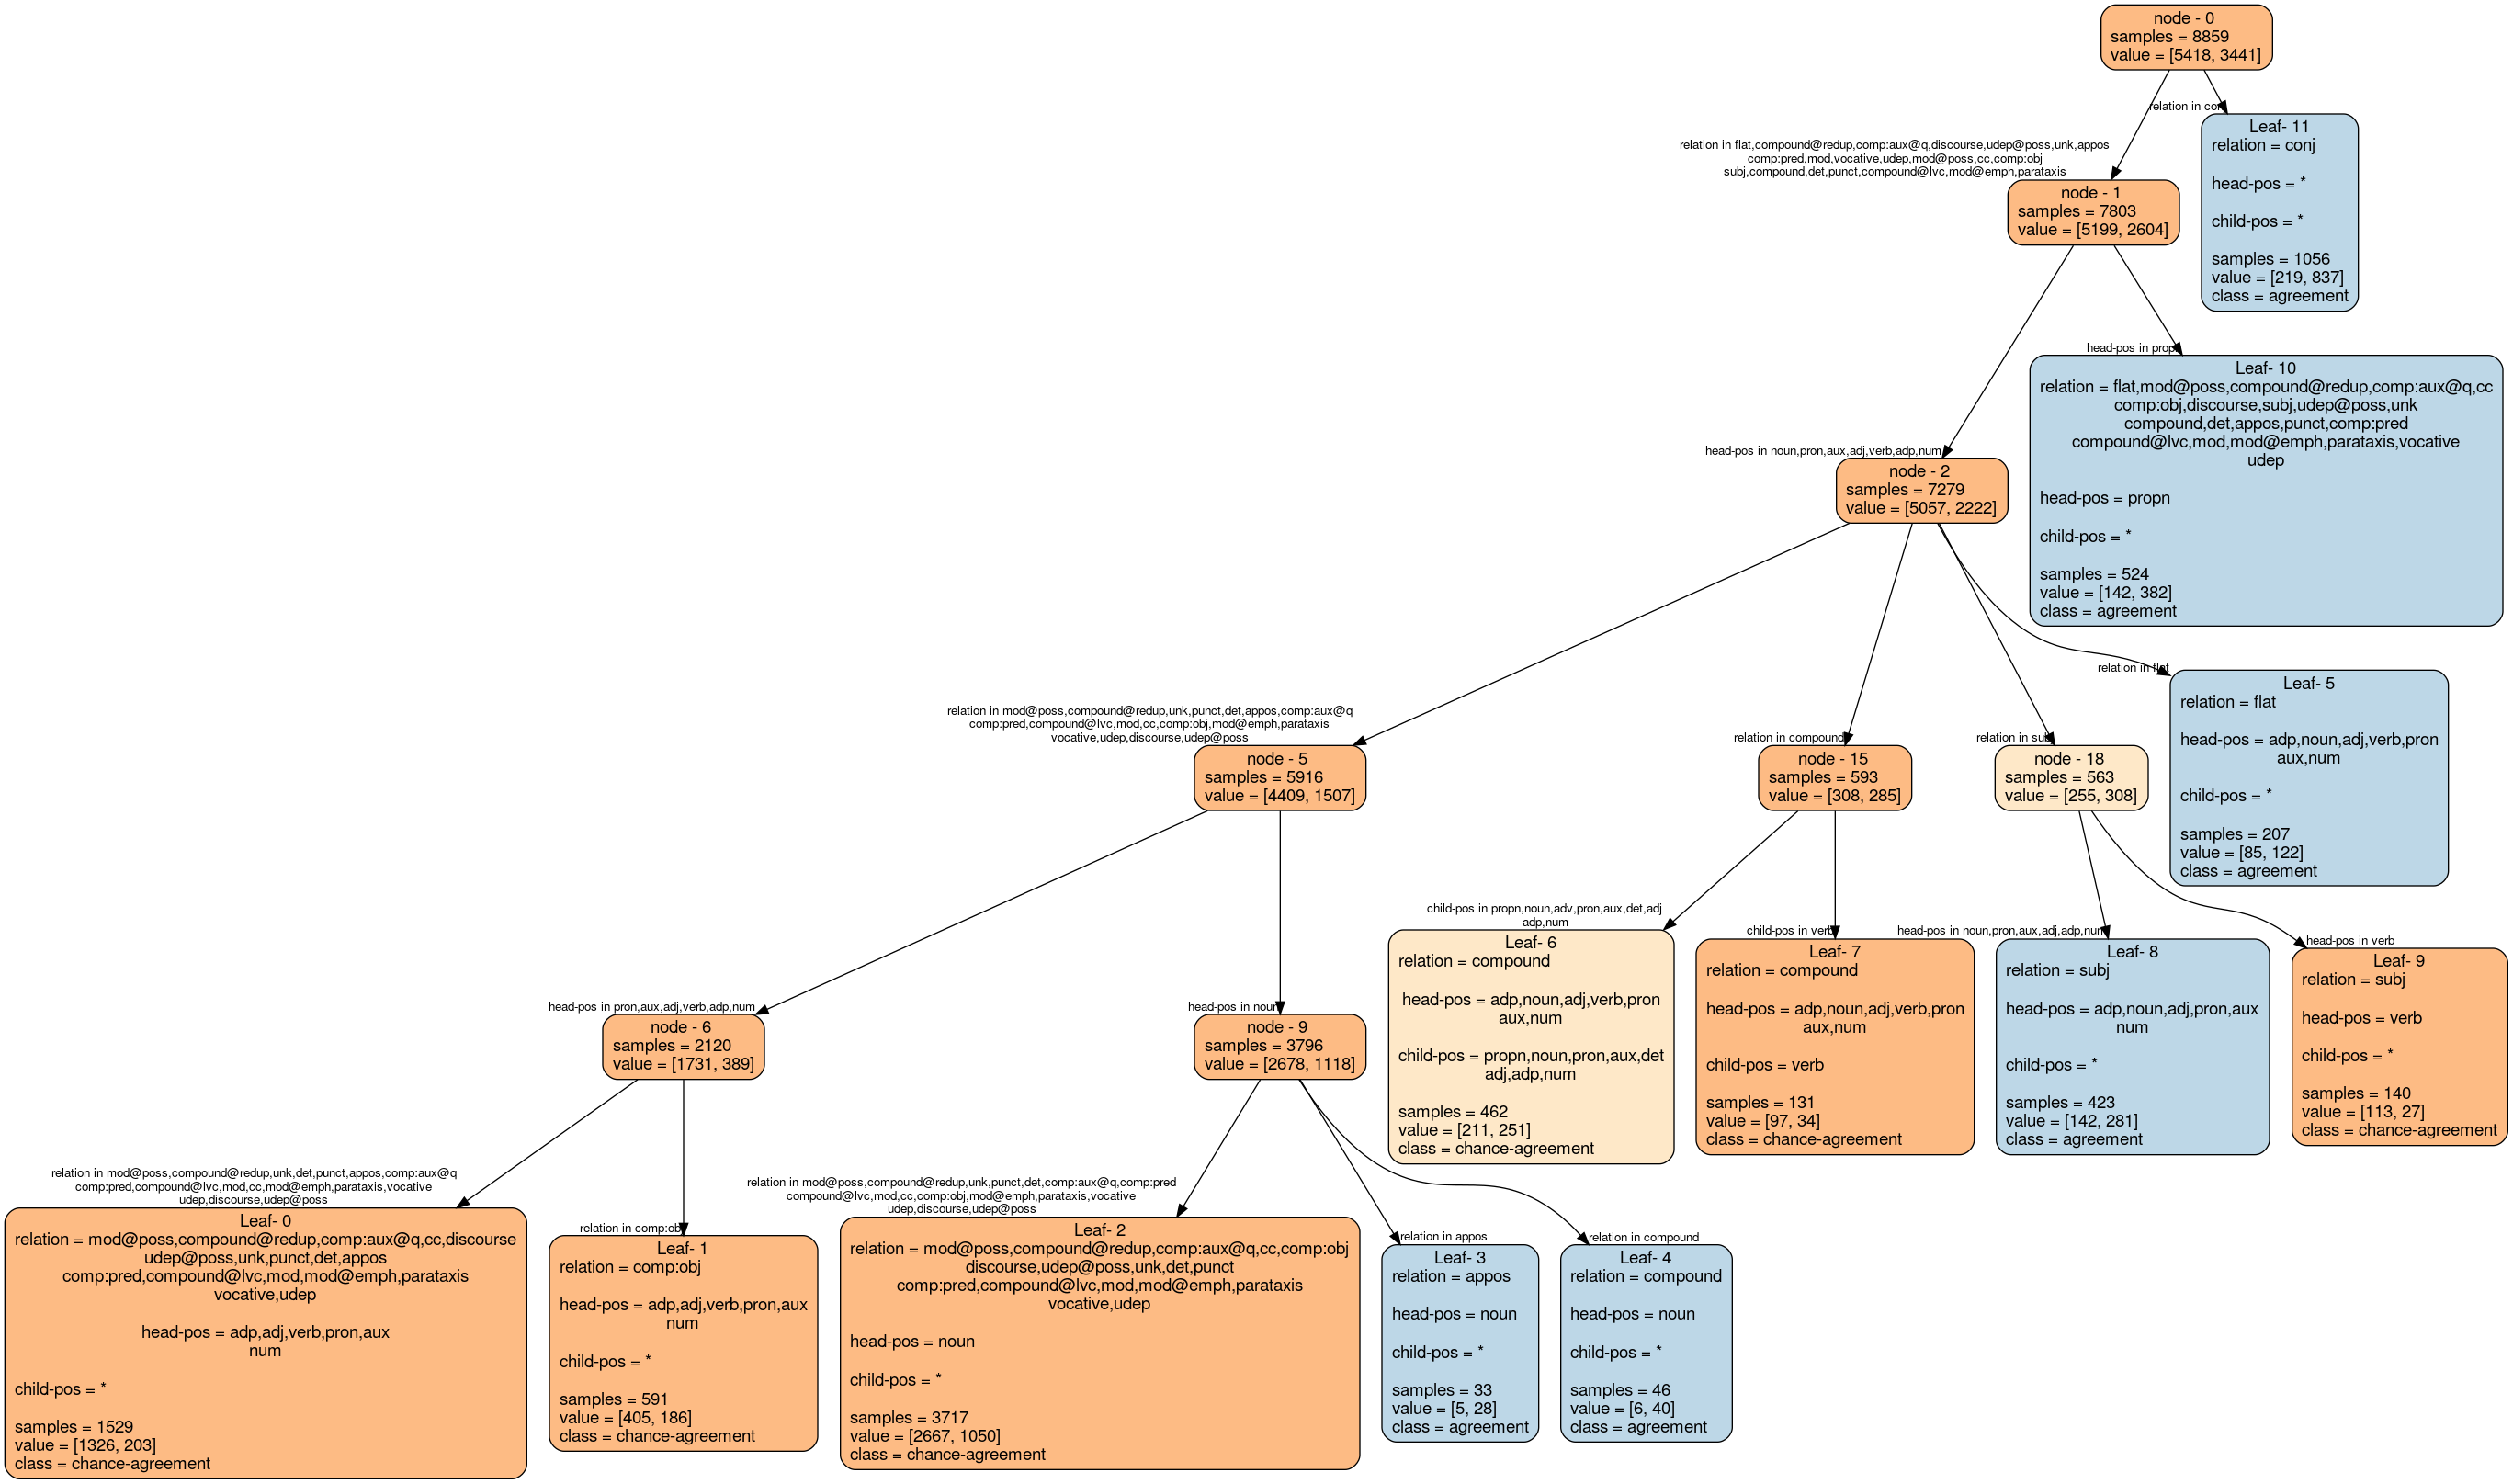 node - 0
samples = 8859
value = [5418, 3441]
relation in
relation in flat,compound@redup,comp:aux@q,discourse,udep@poss,unk,appos
comp:pred,mod,vocative,udep,mod@poss,cc,comp:obj
subj,compound,det,punct,compound@lvc,mod@emph,parataxis
node - 1
samples = 7803
value = [5199, 2604]
Leaf- 11
relation = conj
head-pos = *
child-pos = *
samples = 1056
value = [219, 837]
class = agreement
head-pos in
Leaf- 10
relation = flat,mod@poss,compound@redup,comp:aux@q,cc
comp:obj,discourse,subj,udep@poss,unk
compound,det,appos,punct,comp:pred
compound@lvc,mod,mod@emph,parataxis,vocative
udep
head-pos = propn
child-pos = *
samples = 524
value = [142, 382]
class = agreement
head-pos in noun,pron,aux,adj,verb,adp,num
node - 2
samples = 7279
value = [5057, 2222]
relation in flat
Leaf- 5
relation = flat
head-pos = adp,noun,adj,verb,pron
aux,num
child-pos = *
samples = 207
value = [85, 122]
class = agreement
relation in mod@poss,compound@redup,unk,punct,det,appos,comp:aux@q
comp:pred,compound@lvc,mod,cc,comp:obj,mod@emph,parataxis
vocative,udep,discourse,udep@poss
node - 5
samples = 5916
value = [4409, 1507]
relation in compound
node - 15
samples = 593
value = [308, 285]
relation in
node - 18
samples = 563
value = [255, 308]
child-pos in propn,noun,adv,pron,aux,det,adj
adp,num
Leaf- 6
relation = compound
head-pos = adp,noun,adj,verb,pron
aux,num
child-pos = propn,noun,pron,aux,det
adj,adp,num
samples = 462
value = [211, 251]
class = chance-agreement
child-pos in verb
Leaf- 7
relation = compound
head-pos = adp,noun,adj,verb,pron
aux,num
child-pos = verb
samples = 131
value = [97, 34]
class = chance-agreement
head-pos in noun,pron,aux,adj,adp,num
Leaf- 8
relation = subj
head-pos = adp,noun,adj,pron,aux
num
child-pos = *
samples = 423
value = [142, 281]
class = agreement
head-pos in verb
Leaf- 9
relation = subj
head-pos = verb
child-pos = *
samples = 140
value = [113, 27]
class = chance-agreement
head-pos in pron,aux,adj,verb,adp,num
node - 6
samples = 2120
value = [1731, 389]
head-pos in noun
node - 9
samples = 3796
value = [2678, 1118]
relation in mod@poss,compound@redup,unk,det,punct,appos,comp:aux@q
comp:pred,compound@lvc,mod,cc,mod@emph,parataxis,vocative
udep,discourse,udep@poss
Leaf- 0
relation = mod@poss,compound@redup,comp:aux@q,cc,discourse
udep@poss,unk,punct,det,appos
comp:pred,compound@lvc,mod,mod@emph,parataxis
vocative,udep
head-pos = adp,adj,verb,pron,aux
num
child-pos = *
samples = 1529
value = [1326, 203]
class = chance-agreement
relation in comp:obj
Leaf- 1
relation = comp:obj
head-pos = adp,adj,verb,pron,aux
num
child-pos = *
samples = 591
value = [405, 186]
class = chance-agreement
relation in mod@poss,compound@redup,unk,punct,det,comp:aux@q,comp:pred
compound@lvc,mod,cc,comp:obj,mod@emph,parataxis,vocative
udep,discourse,udep@poss
Leaf- 2
relation = mod@poss,compound@redup,comp:aux@q,cc,comp:obj
discourse,udep@poss,unk,det,punct
comp:pred,compound@lvc,mod,mod@emph,parataxis
vocative,udep
head-pos = noun
child-pos = *
samples = 3717
value = [2667, 1050]
class = chance-agreement
relation in appos
Leaf- 3
relation = appos
head-pos = noun
child-pos = *
samples = 33
value = [5, 28]
class = agreement
relation in compound
Leaf- 4
relation = compound
head-pos = noun
child-pos = *
samples = 46
value = [6, 40]
class = agreement